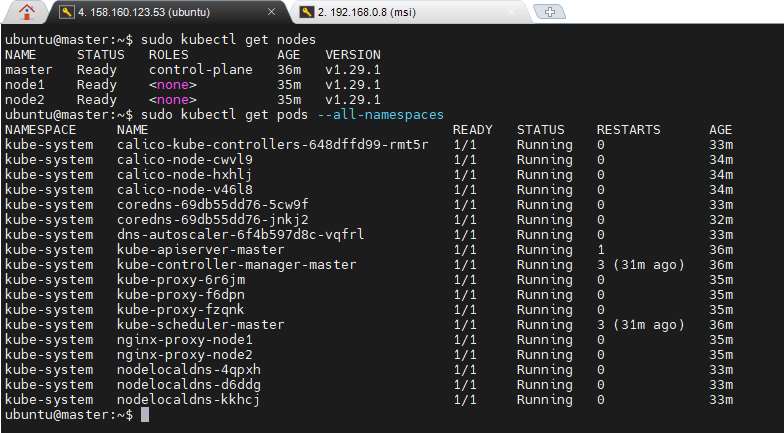 4. 158.160.123.53 (ubuntu)
2. 192.168.0.8 (msi)
ubuntu@master:~$ sudo kubectl get nodes
NAME STATUS ROLES AGE VERSION
master Ready control-plane 36m v1.29.1
node1 Ready <none> 35m v1.29.1
node2 Ready <none> 35m v1.29.1
ubuntu@master:~$ sudo kubectl get pods --all-namespaces
NAMESPACE NAME READY STATUS RESTARTS AGE
kube-system calico-kube-controllers-648dffd99-rmt5r 1/1 Running 0 33m
kube-system calico-node-cwvl9 1/1 Running 0 34m
kube-system calico-node-hxhlj 1/1 Running 0 34m
kube-system calico-node-v46l8 1/1 Running 0 34m
kube-system coredns-69db55dd76-5cw9f 1/1 Running 0 33m
kube-system coredns-69db55dd76-jnkj2 1/1 Running 0 32m
kube-system dns-autoscaler-6f4b597d8c-vqfrl 1/1 Running 0 33m
kube-system kube-apiserver-master 1/1 Running 1 36m
kube-system kube-controller-manager-master 1/1 Running 3 (31m ago) 36m
kube-system kube-proxy-6r6jm 1/1 Running 0 35m
kube-system kube-proxy-f6dpn 1/1 Running 0 35m
kube-system kube-proxy-fzqnk 1/1 Running 0 35m
kube-system kube-scheduler-master 1/1 Running 3 (31m ago) 36m
kube-system nginx-proxy-node1 1/1 Running 0 35m
kube-system nginx-proxy-node2 1/1 Running 0 35m
kube-system nodelocaldns-4qpxh 1/1 Running 0 33m
kube-system nodelocaldns-d6ddg 1/1 Running 0 33m
kube-system nodelocaldns-kkhcj 1/1 Running 0 33m
ubuntu@master:~$